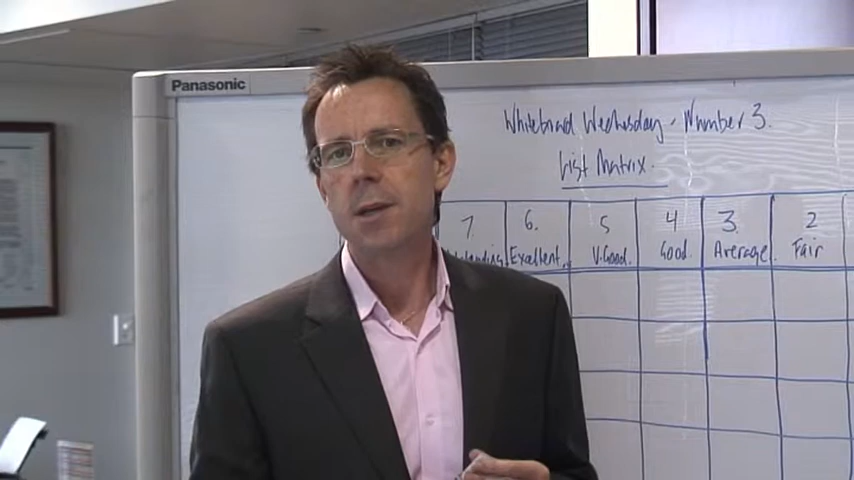 Panasonic
Whiteboard Wednesday - Number 3.
List Matrix.
7 6. 5 4 3. 2
Excellent. V.Good. Good. Average. Fair